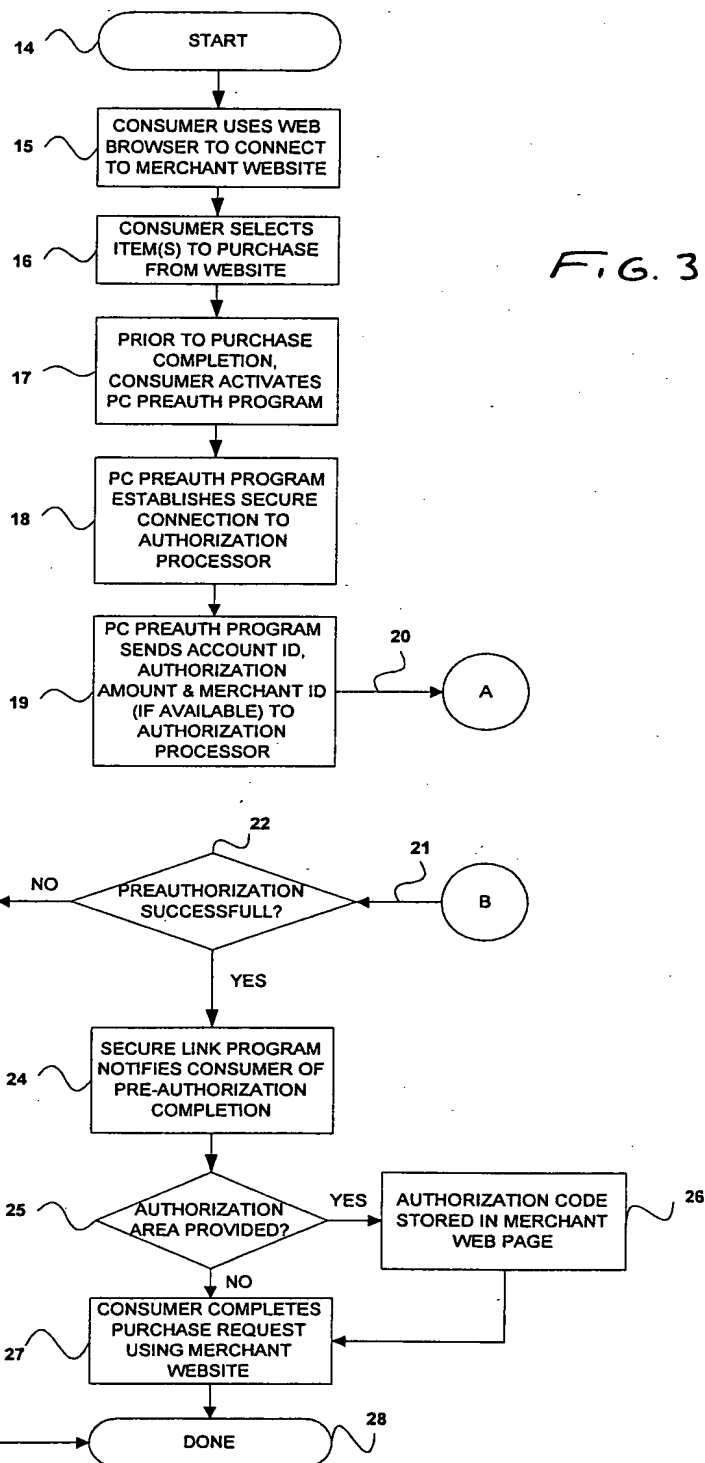 14
START
15
CONSUMER USES WEB
BROWSER TO CONNECT
TO MERCHANT WEBSITE
16
CONSUMER SELECTS
ITEM(S) TO PURCHASE
FROM WEBSITE
FIG. 3
17
PRIOR TO PURCHASE
COMPLETION,
CONSUMER ACTIVATES
PC PREAUTH PROGRAM
18
PC PREAUTH PROGRAM
ESTABLISHES SECURE
CONNECTION TO
AUTHORIZATION
PROCESSOR
19
PC PREAUTH PROGRAM
SENDS ACCOUNT ID,
AUTHORIZATION
AMOUNT & MERCHANT ID
(IF AVAILABLE) TO
AUTHORIZATION
PROCESSOR
20
A
22
NO
PREAUTHORIZATION
SUCCESSFULL?
21
B
YES
24
SECURE LINK PROGRAM
NOTIFIES CONSUMER OF
PRE-AUTHORIZATION
COMPLETION
25
AUTHORIZATION
AREA PROVIDED?
YES
AUTHORIZATION CODE
STORED IN MERCHANT
WEB PAGE
26
NO
27
CONSUMER COMPLETES
PURCHASE REQUEST
USING MERCHANT
WEBSITE
DONE
28